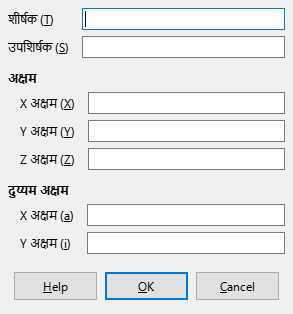 शीर्षक (T)
उपशिर्षक (S)
अक्षम
X अक्षम (X)
Y अक्षम (Y)
Z अक्षम (Z)
दुय्यम अक्षम
X अक्षम (a)
Y अक्षम (i)
Help OK Cancel